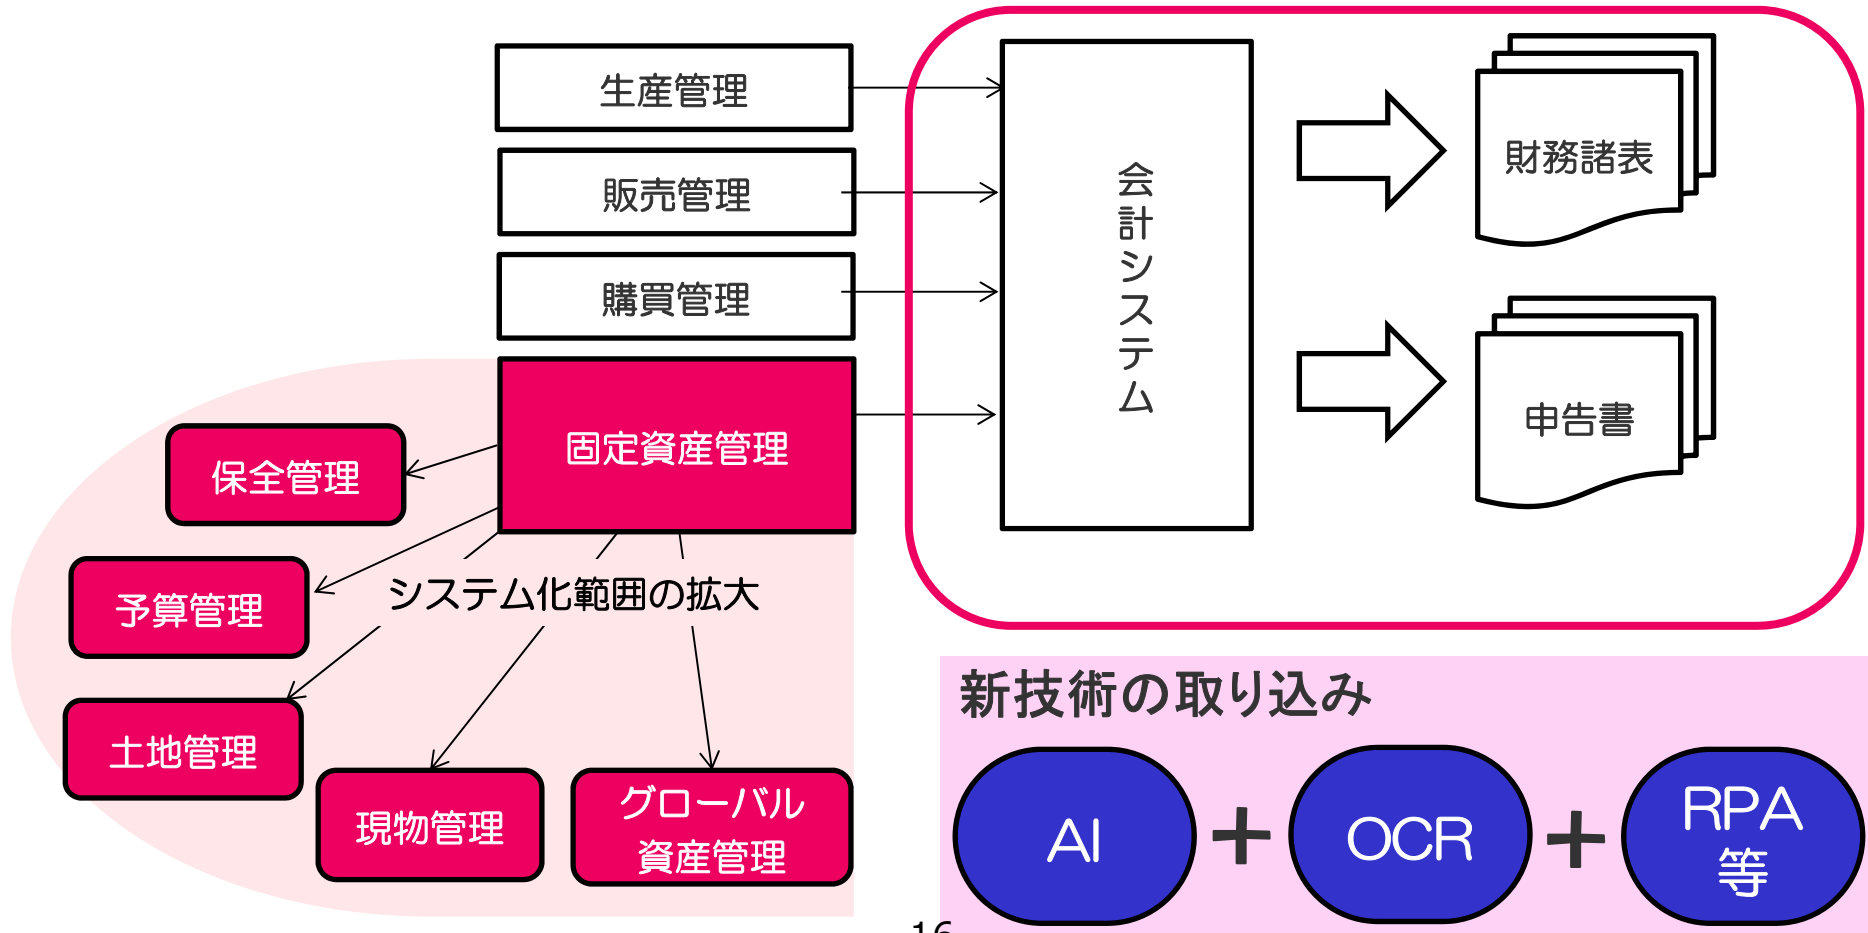 生産管理
販売管理
購買管理
固定資産管理
会計システム
財務諸表
申告書
保全管理
予算管理
土地管理
現物管理
グローバル
資産管理
システム化範囲の拡大
新技術の取り込み
AI
+
OCR
+
RPA
等
16